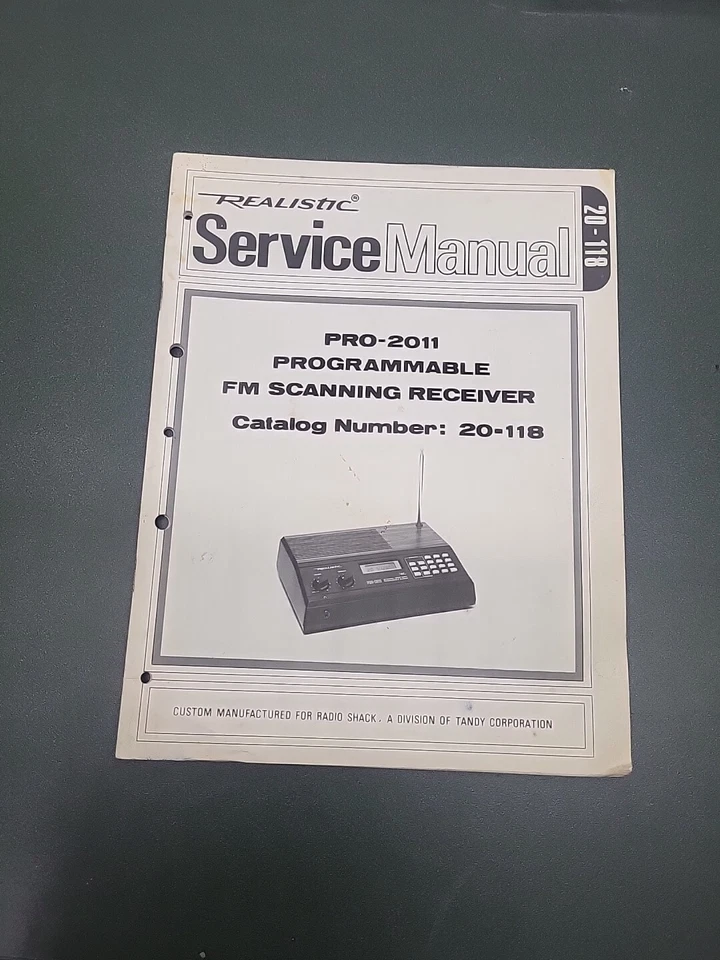 REALISTIC®
Service Manual
20-118
PRO-2011
PROGRAMMABLE
FM SCANNING RECEIVER
Catalog Number: 20-118
REALISTIC
CUSTOM MANUFACTURED FOR RADIO SHACK, A DIVISION OF TANDY CORPORATION